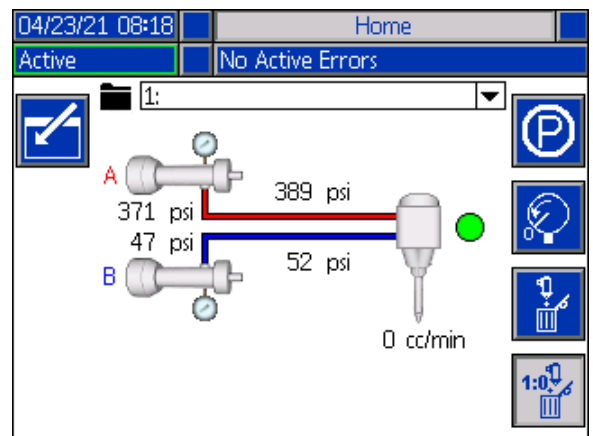 04/23/21 08:18 Home
Active No Active Errors
1:
A
389 psi
371 psi
47 psi
52 psi
B
0 cc/min
P
0
1:0